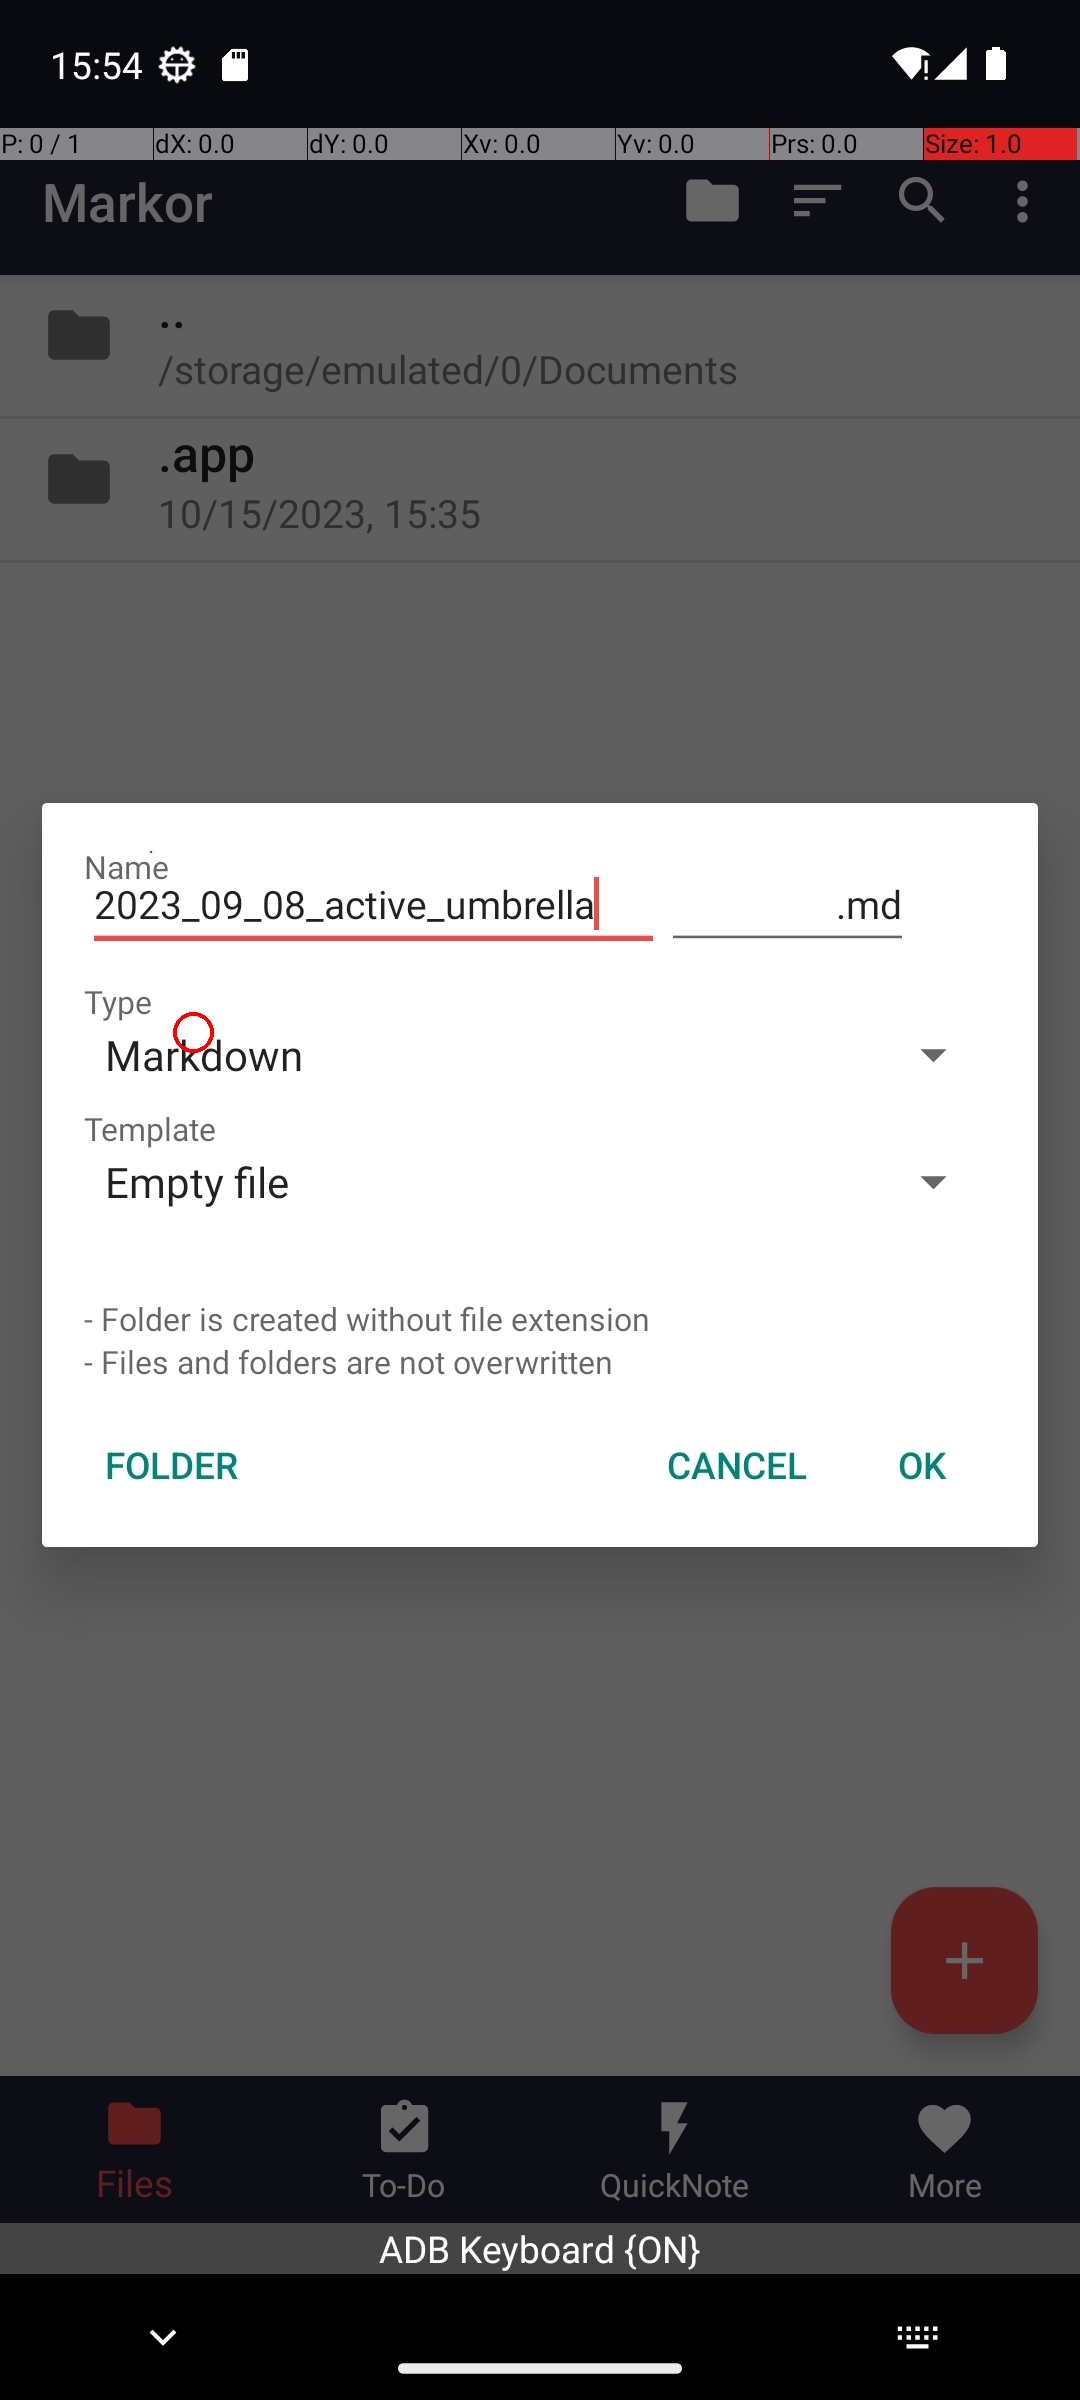 15:54
P: 0 / 1 dX: 0.0 dY: 0.0 Xv: 0.0 Yv: 0.0 Prs: 0.0 Size: 1.0
Markor
..
/storage/emulated/0/Documents
.app
10/15/2023, 15:35
Name
2023_09_08_active_umbrella .md
Type
Markdown
Template
Empty file
- Folder is created without file extension
- Files and folders are not overwritten
FOLDER CANCEL OK
Files To-Do QuickNote More
ADB Keyboard {ON}